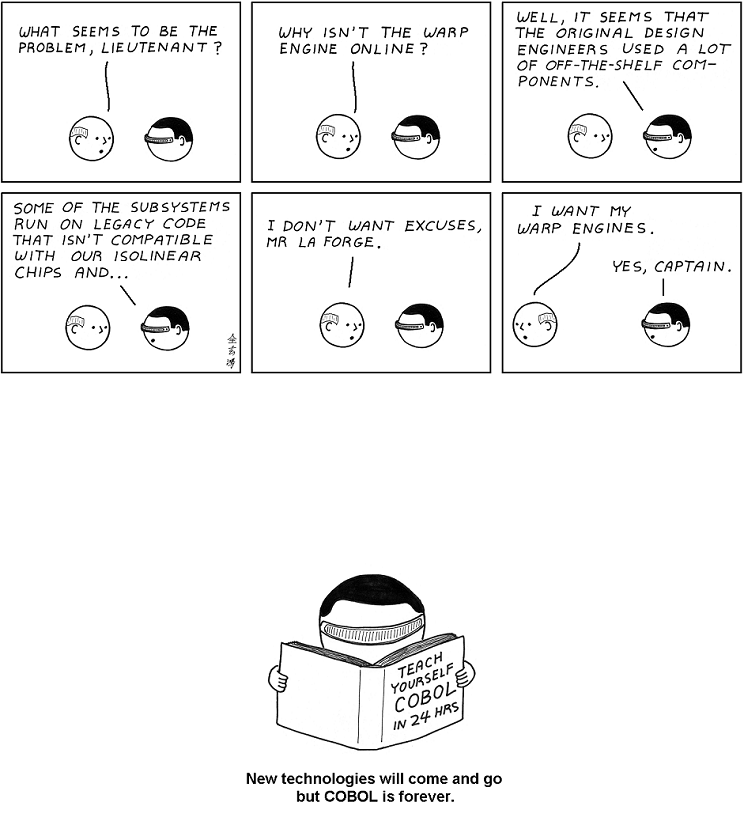 WHAT SEEMS TO BE THE
PROBLEM, LIEUTENANT?
WHY ISN'T THE WARP
ENGINE ONLINE?
WELL, IT SEEMS THAT
THE ORIGINAL DESIGN
ENGINEERS USED A LOT
OF OFF-THE-SHELF COM-
PONENTS.
SOME OF THE SUBSYSTEMS
RUN ON LEGACY CODE
THAT ISN'T COMPATIBLE
WITH OUR ISOLINEAR
CHIPS AND...
I DON'T WANT EXCUSES,
MR LA FORGE.
I WANT MY
WARP ENGINES.
YES, CAPTAIN.
TEACH
YOURSELF
COBOL
IN 24 HRS
New technologies will come and go
but COBOL is forever.